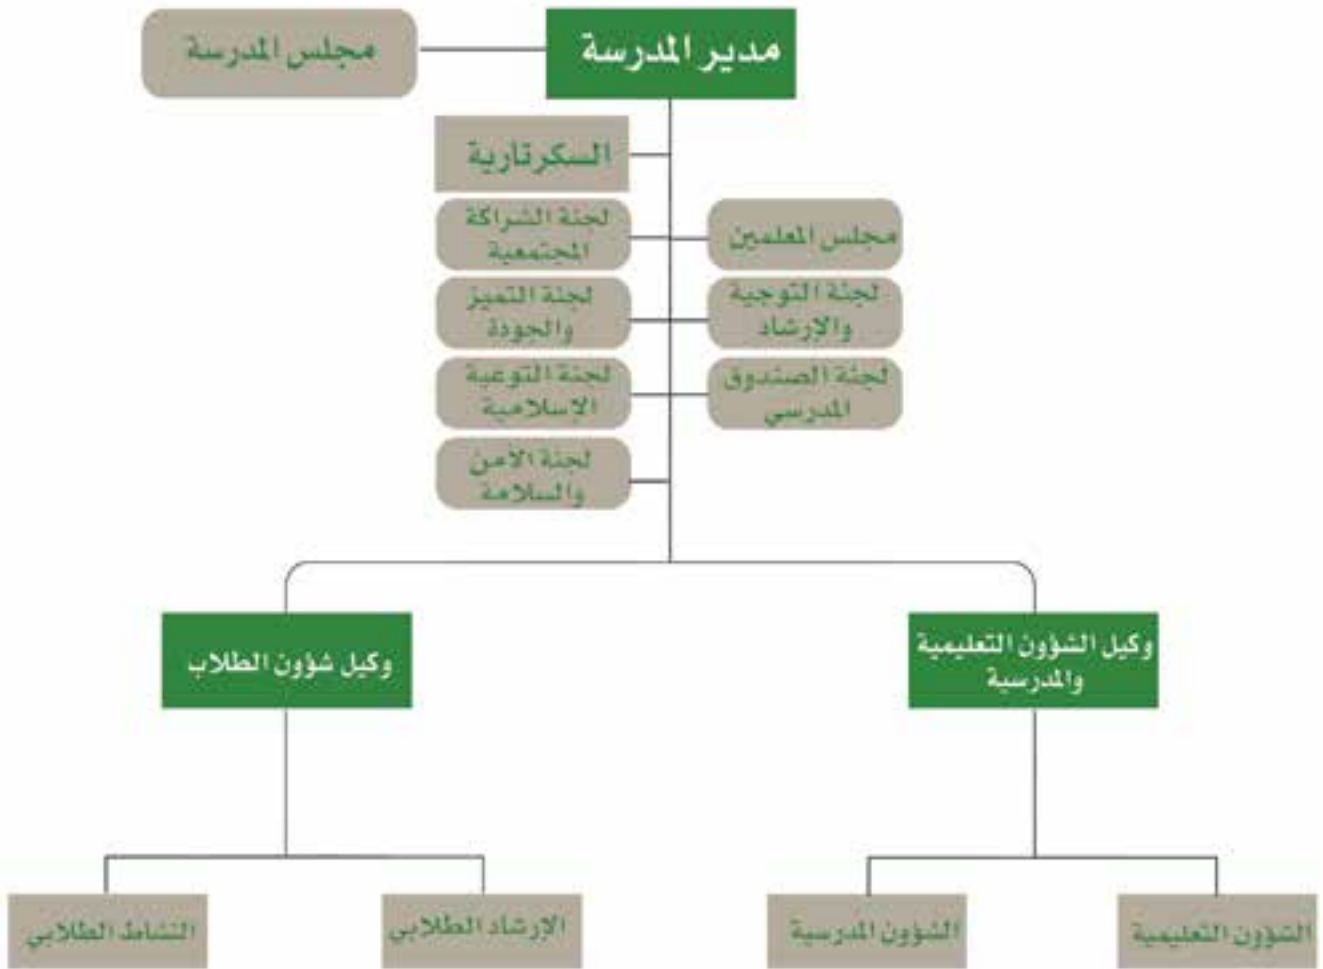 مدير المدرسة
مجلس المدرسة
السكرتارية
مجلس المعلمين
لجنة الشراكة
المجتمعية
لجنة التوجية
والإرشاد
لجنة التميز
والجودة
لجنة الصندوق
المدرسي
لجنة التوعية
الإسلامية
لجنة الأمن
والسلامة
وكيل الشؤون التعليمية
والمدرسية
وكيل شؤون الطلاب
الشؤون التعليمية
الشؤون المدرسية
الإرشاد الطلابي
النشاط الطلابي